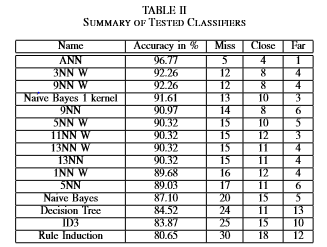 TABLE II
SUMMARY OF TESTED CLASSIFIERS
Name Accuracy in % Miss Close Far
ANN 96.77 5 4 1
3NN W 92.26 12 8 4
9NN W 92.26 12 8 4
Naive Bayes 1 kernel 91.61 13 10 3
9NN 90.97 14 8 6
5NN W 90.32 15 10 5
11NN W 90.32 15 12 3
13NN W 90.32 15 11 4
13NN 90.32 15 11 4
1NN W 89.68 16 12 4
5NN 89.03 17 11 6
Naive Bayes 87.10 20 15 5
Decision Tree 84.52 24 11 13
ID3 83.87 25 15 10
Rule Induction 80.65 30 18 12